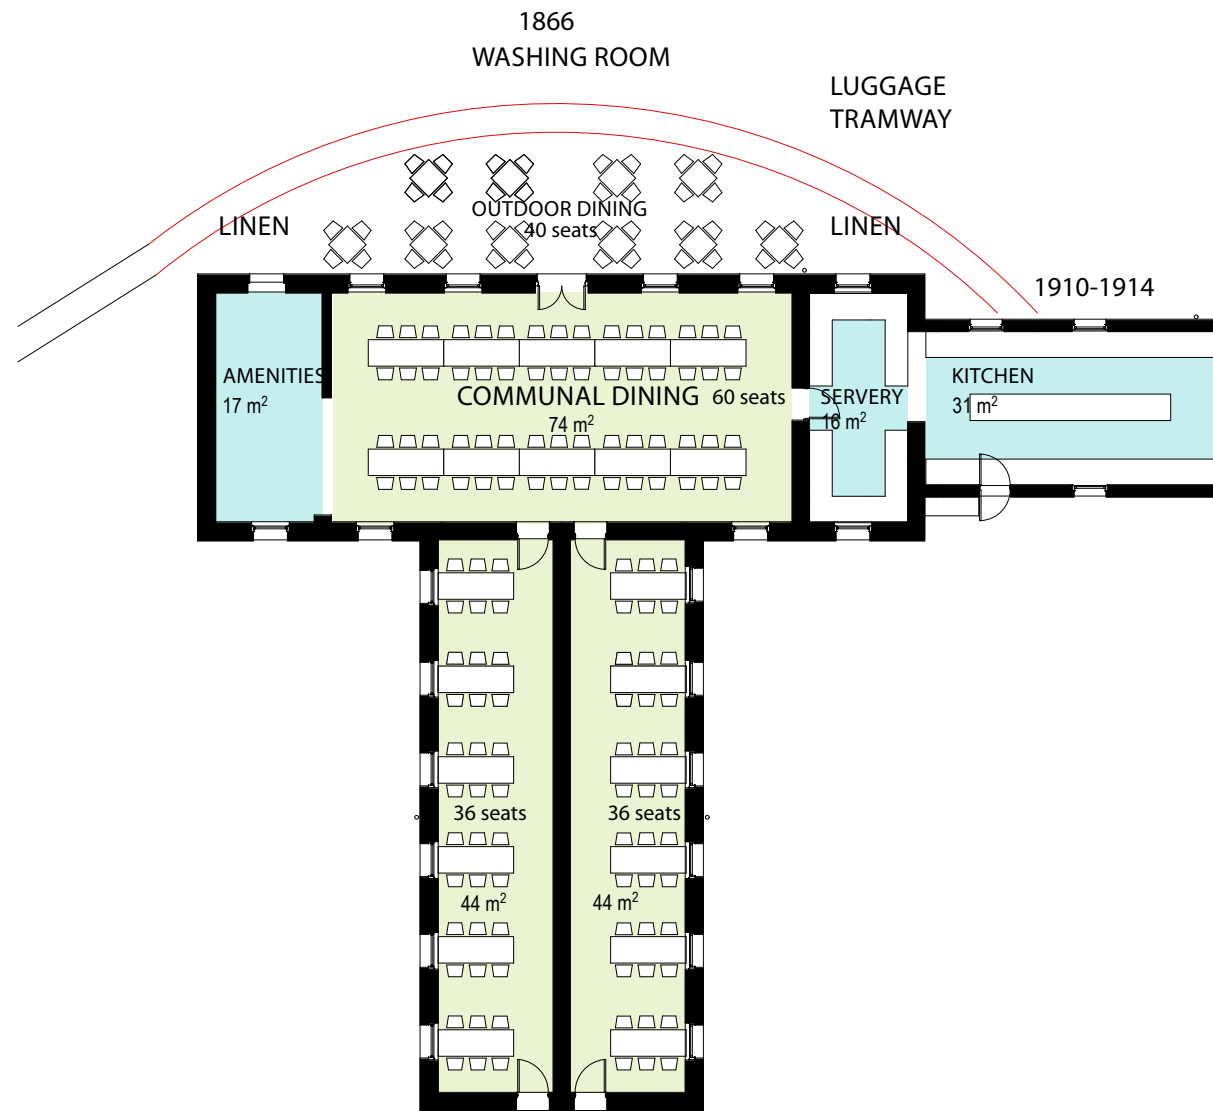 1866
WASHING ROOM
LUGGAGE
TRAMWAY
OUTDOOR DINING
40 seats
LINEN
LINEN
1910-1914
AMENITIES
17 m²
COMMUNAL DINING
60 seats
74 m²
SERVERY
16 m²
KITCHEN
31 m²
36 seats
36 seats
44 m²
44 m²